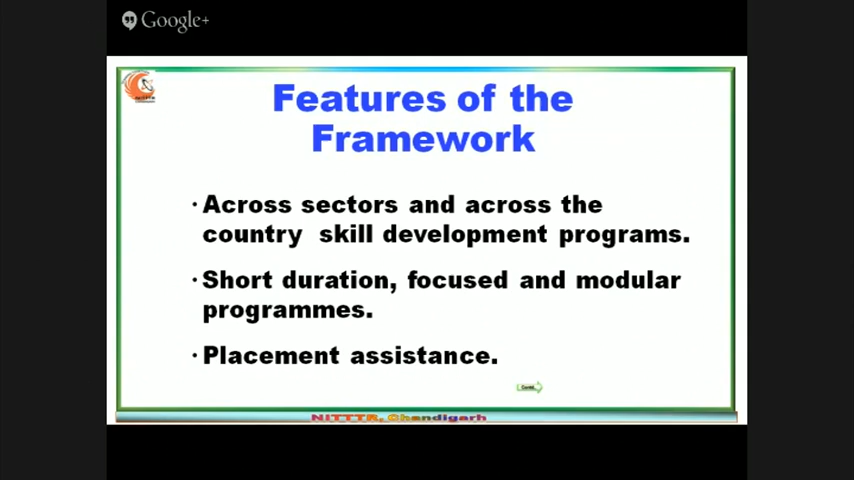 Google+
Features of the
Framework
· Across sectors and across the
country skill development programs.
· Short duration, focused and modular
programmes.
· Placement assistance.
NITTTR, Chandigarh